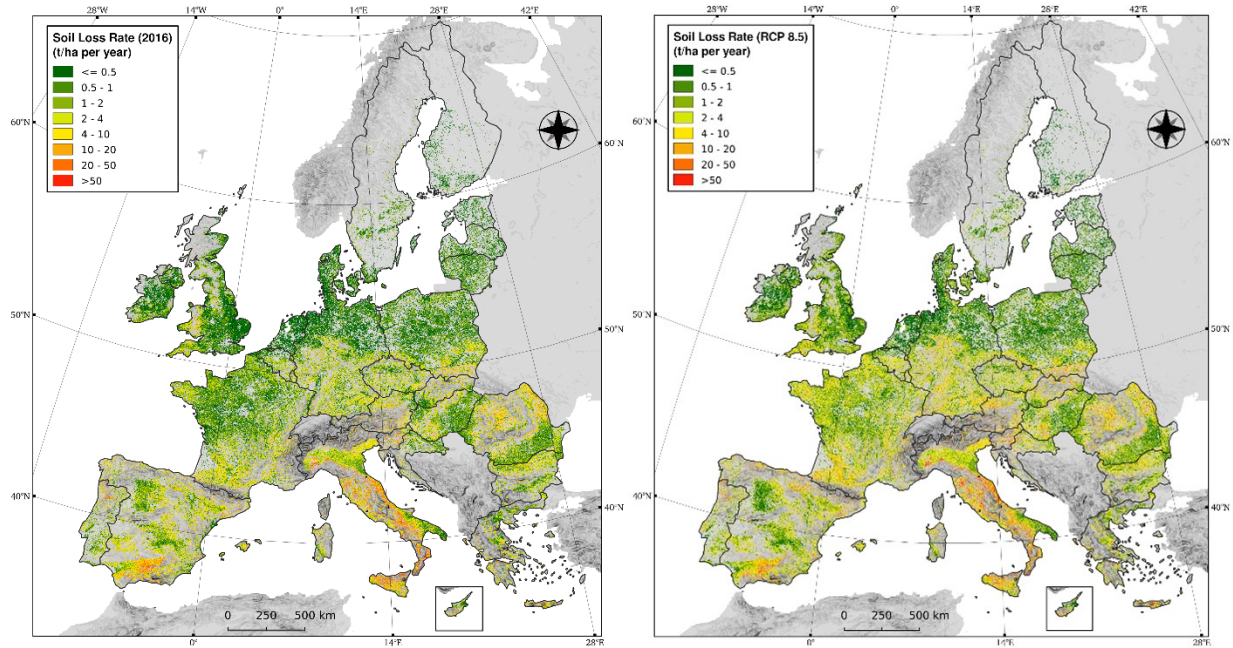 28°W
14°W
0°
14°E
28°E
42°E
Soil Loss Rate (2016)
(t/ha per year)
<= 0.5
0.5 - 1
1 - 2
2 - 4
4 - 10
10 - 20
20 - 50
>50
60°N
60°N
50°N
50°N
40°N
40°N
0 250 500 km
0°
14°E
28°E
28°W
14°W
0°
14°E
28°E
42°E
Soil Loss Rate (RCP 8.5)
(t/ha per year)
<= 0.5
0.5 - 1
1 - 2
2 - 4
4 - 10
10 - 20
20 - 50
>50
60°N
60°N
50°N
50°N
40°N
40°N
0 250 500 km
0°
14°E
28°E